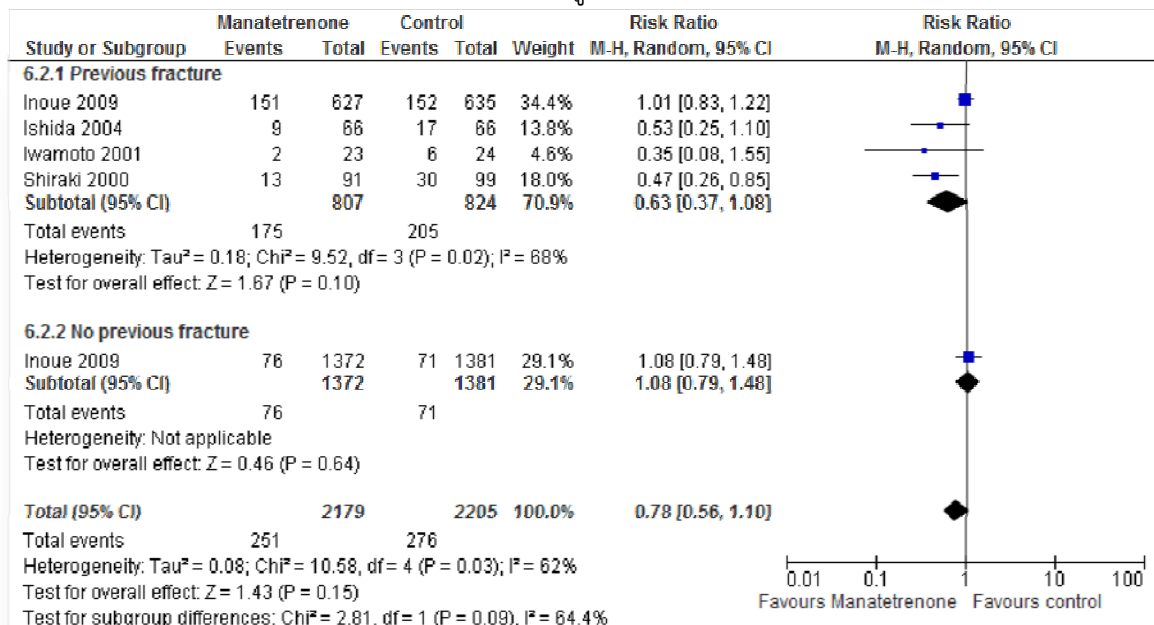 Manatetrenone Control Risk Ratio Risk Ratio
Study or Subgroup Events Total Events Total Weight M-H, Random, 95% CI M-H, Random, 95% CI
6.2.1 Previous fracture
Inoue 2009 151 627 152 635 34.4% 1.01 [0.83, 1.22]
Ishida 2004 9 66 17 66 13.8% 0.53 [0.25, 1.10]
Iwamoto 2001 2 23 6 24 4.6% 0.35 [0.08, 1.55]
Shiraki 2000 13 91 30 99 18.0% 0.47 [0.26, 0.85]
Subtotal (95% CI) 807 824 70.9% 0.63 [0.37, 1.08]
Total events 175 205
Heterogeneity: Tau² = 0.18; Chi² = 9.52, df = 3 (P = 0.02); I² = 68%
Test for overall effect: Z = 1.67 (P = 0.10)
6.2.2 No previous fracture
Inoue 2009 76 1372 71 1381 29.1% 1.08 [0.79, 1.48]
Subtotal (95% CI) 1372 1381 29.1% 1.08 [0.79, 1.48]
Total events 76 71
Heterogeneity: Not applicable
Test for overall effect: Z = 0.46 (P = 0.64)
Total (95% CI) 2179 2205 100.0% 0.78 [0.56, 1.10]
Total events 251 276
Heterogeneity: Tau² = 0.08; Chi² = 10.58, df = 4 (P = 0.03); I² = 62%
Test for overall effect: Z = 1.43 (P = 0.15)
Test for subgroup differences: Chi² = 2.81, df = 1 (P = 0.09), I² = 64.4%
0.01 0.1 1 10 100
Favours Manatetrenone Favours control